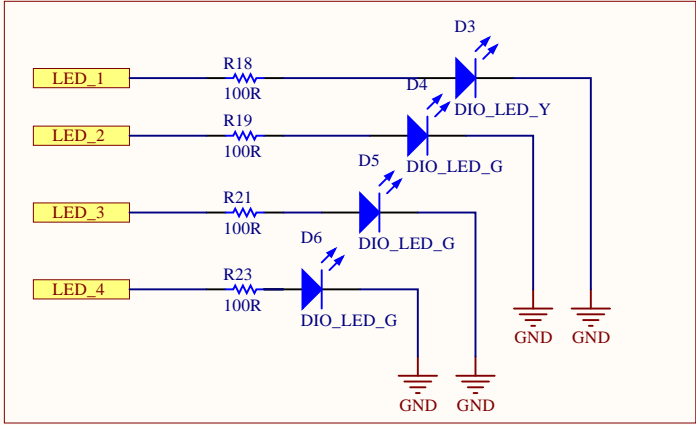 D3
R18
LED_1
100R
D4
DIO_LED_Y
R19
LED_2
100R
DIO_LED_G
D5
R21
LED_3
100R
DIO_LED_G
D6
R23
LED_4
100R
DIO_LED_G
GND
GND
GND
GND